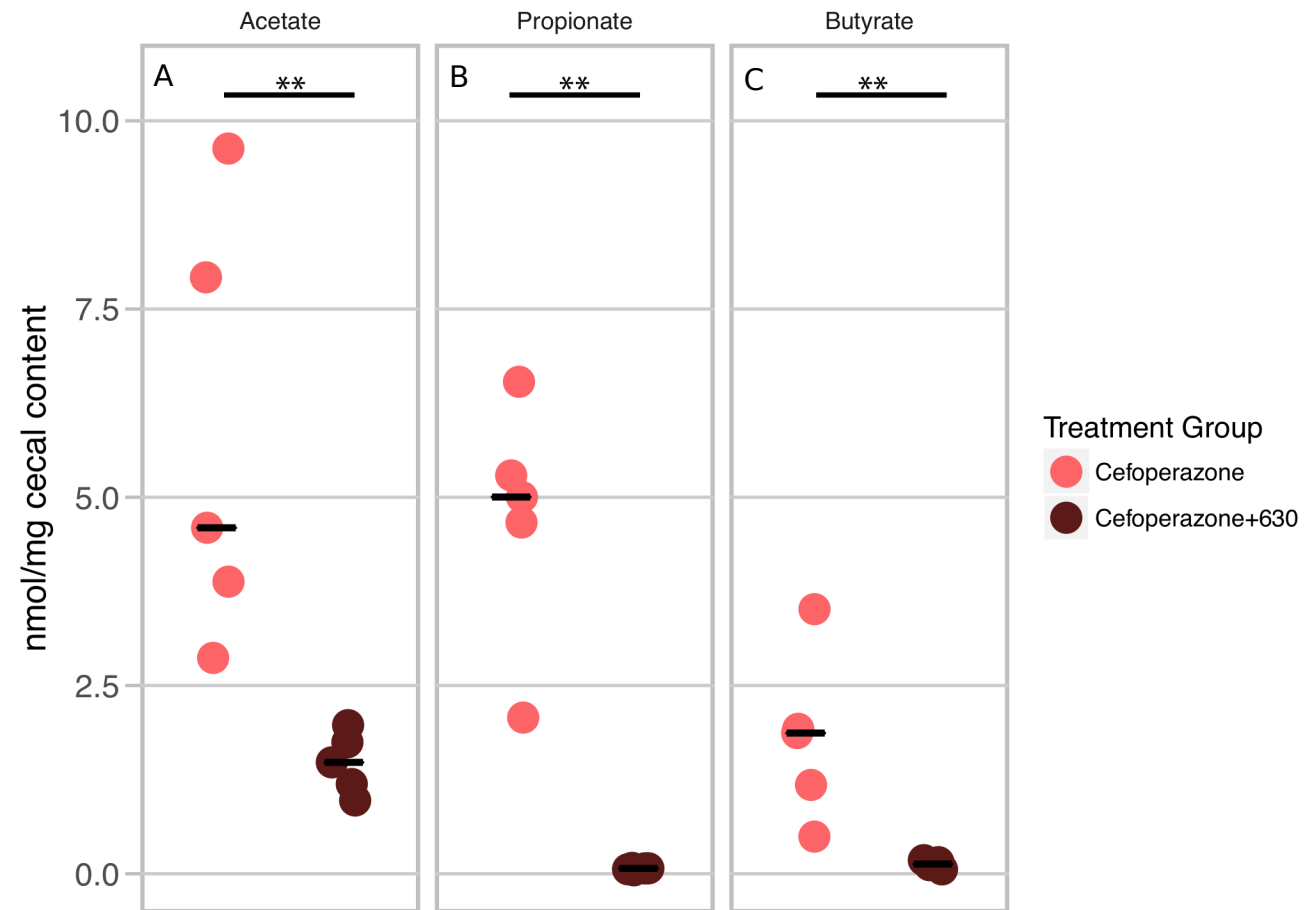 Acetate Propionate Butyrate
A ** B ** C **
10.0
7.5
5.0
2.5
0.0
nmol/mg cecal content
Treatment Group
Cefoperazone
Cefoperazone+630